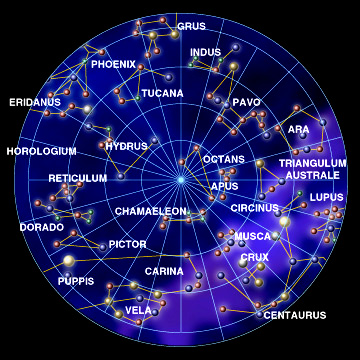 GRUS
INDUS
PHOENIX
TUCANA
ERIDANUS
PAVO
ARA
HYDRUS
HOROLOGIUM
OCTANS
TRIANGULUM
AUSTRALE
RETICULUM
APUS
LUPUS
CHAMAELEON
CIRCINUS
DORADO
MUSCA
PICTOR
CRUX
CARINA
PUPPIS
VELA
CENTAURUS